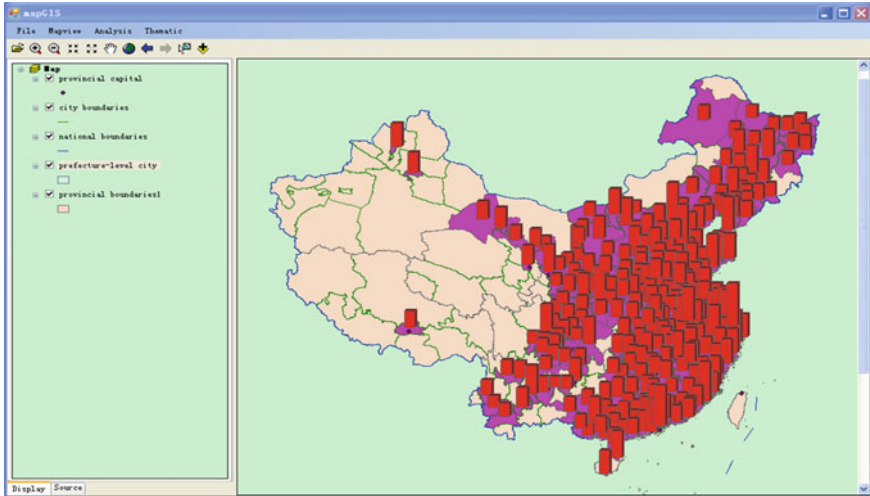 mapGIS
File Mapview Analysis Thematic
Map
provincial capital
city boundaries
national boundaries
prefecture-level city
provincial boundaries1
Display Source